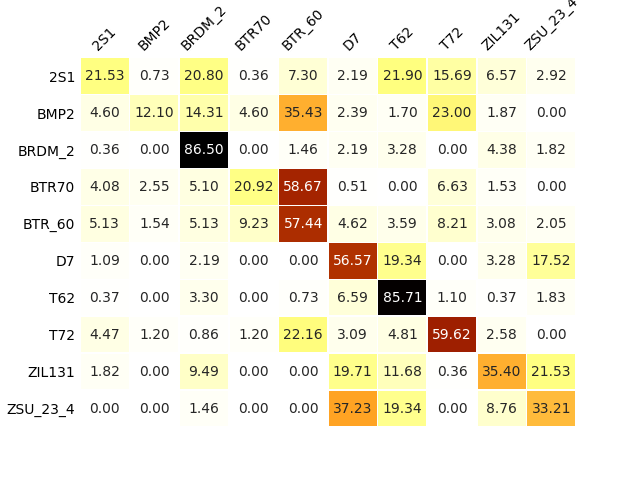 2S1 BMP2 BRDM_2 BTR70 BTR_60 D7 T62 T72 ZIL131 ZSU_23_4
2S1 21.53 0.73 20.80 0.36 7.30 2.19 21.90 15.69 6.57 2.92
BMP2 4.60 12.10 14.31 4.60 35.43 2.39 1.70 23.00 1.87 0.00
BRDM_2 0.36 0.00 86.50 0.00 1.46 2.19 3.28 0.00 4.38 1.82
BTR70 4.08 2.55 5.10 20.92 58.67 0.51 0.00 6.63 1.53 0.00
BTR_60 5.13 1.54 5.13 9.23 57.44 4.62 3.59 8.21 3.08 2.05
D7 1.09 0.00 2.19 0.00 0.00 56.57 19.34 0.00 3.28 17.52
T62 0.37 0.00 3.30 0.00 0.73 6.59 85.71 1.10 0.37 1.83
T72 4.47 1.20 0.86 1.20 22.16 3.09 4.81 59.62 2.58 0.00
ZIL131 1.82 0.00 9.49 0.00 0.00 19.71 11.68 0.36 35.40 21.53
ZSU_23_4 0.00 0.00 1.46 0.00 0.00 37.23 19.34 0.00 8.76 33.21